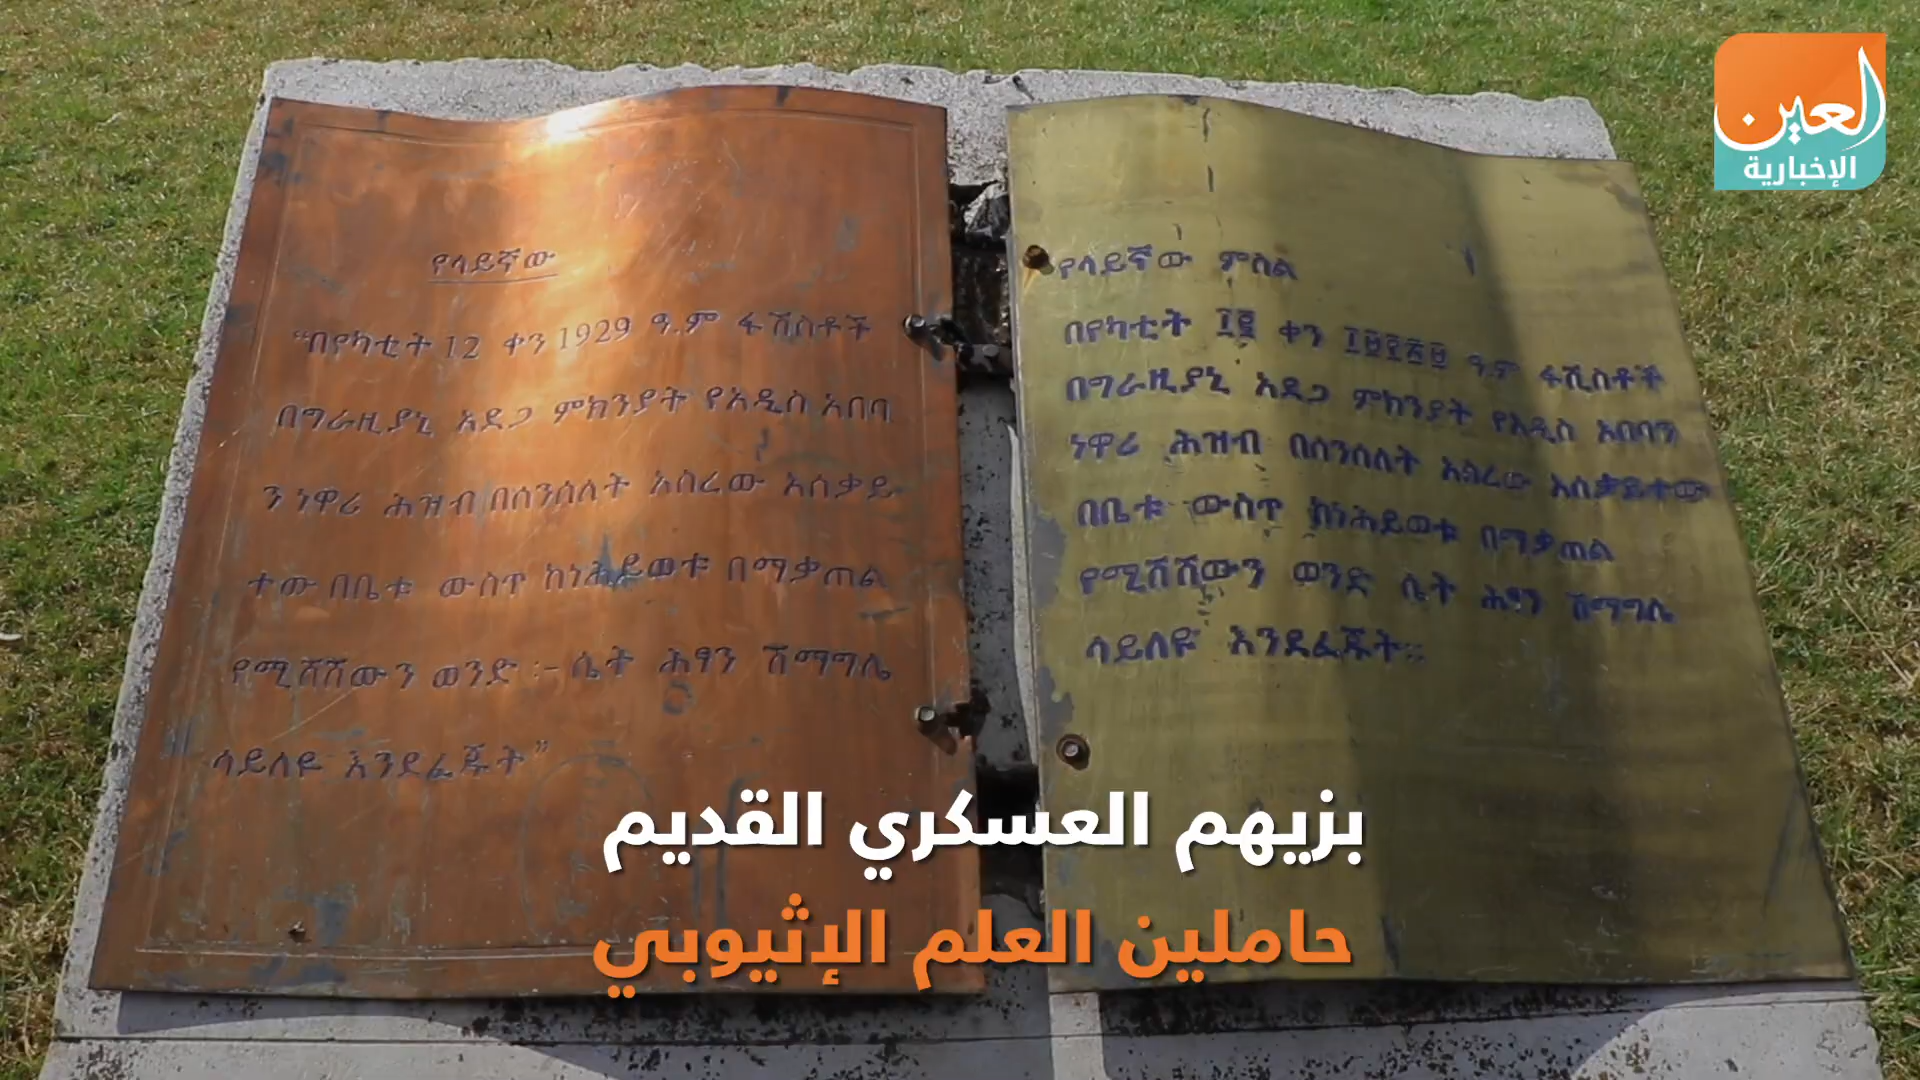 العين
الإخبارية
የላይኛው
“በየካቲት 12 ቀን 1929 ዓ.ም ፋሽስቶች
በግራዚያኒ አደጋ ምክንያት የአዲስ አበባ
ን ነዋሪ ሕዝብ በሰንሰለት አስረው አሰቃይ
ተው በቤቱ ውስጥ ከነሕይወቱ በማቃጠል
የሚሸሸውን ወንድ :- ሴት ሕፃን ሽማግሌ
ሳይለዩ እንደፈጁት”
የላይኛው ምስል
በየካቲት ፲፪ ቀን ፲፱፻፳፱ ዓ.ም ፋሺስቶች
በግራዚያኒ አደጋ ምክንያት የአዲስ አበባን
ነዋሪ ሕዝብ በሰንሰለት አስረው አሰቃይተው
በቤቱ ውስጥ ከነሕይወቱ በማቃጠል
የሚሸሸውን ወንድ ሴት ሕፃን ሽማግሌ
ሳይለዩ እንደፈጁት።
بزيهم العسكري القديم
حاملين العلم الإثيوبي